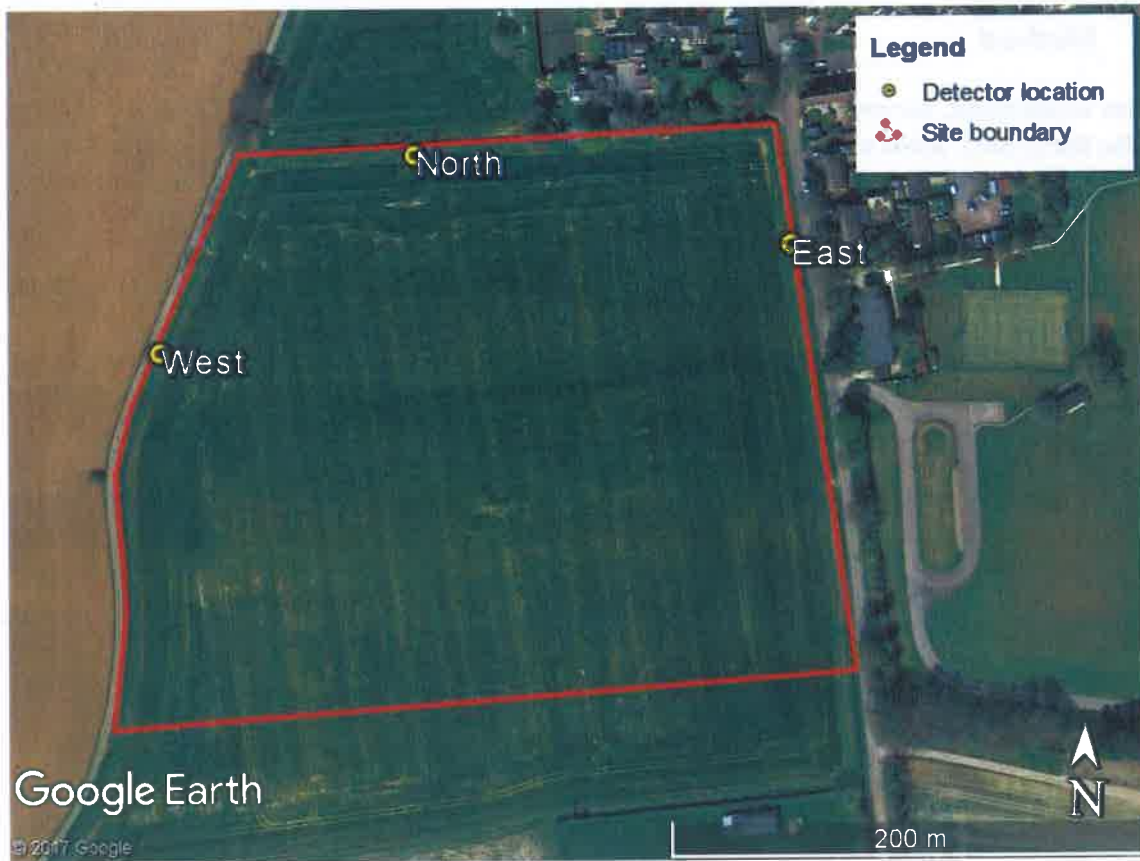 Legend
Detector location
Site boundary
North
East
West
Google Earth
N
200 m
© 2017 Google